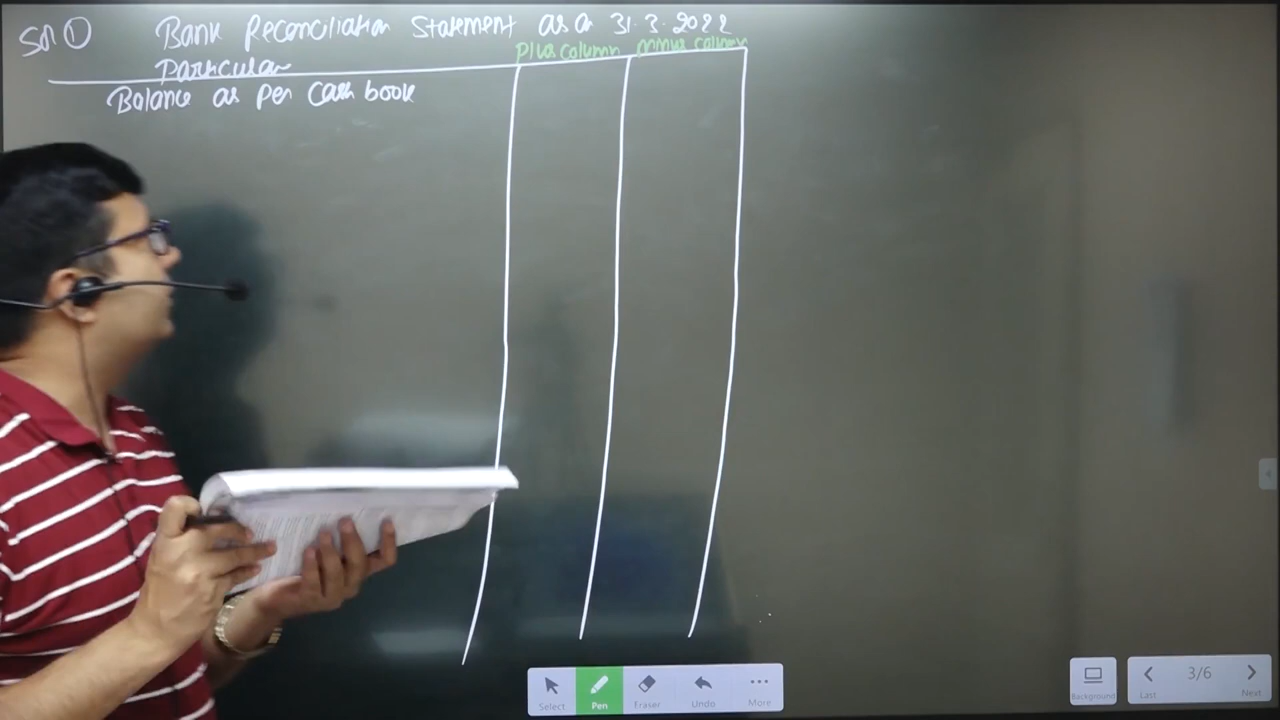 Sol ① Bank Reconciliation Statement as a 31.3.2022
Plus column minus column
Particular
Balance as per cash book
Select Pen Eraser Undo More
Background
Last 3/6 Next